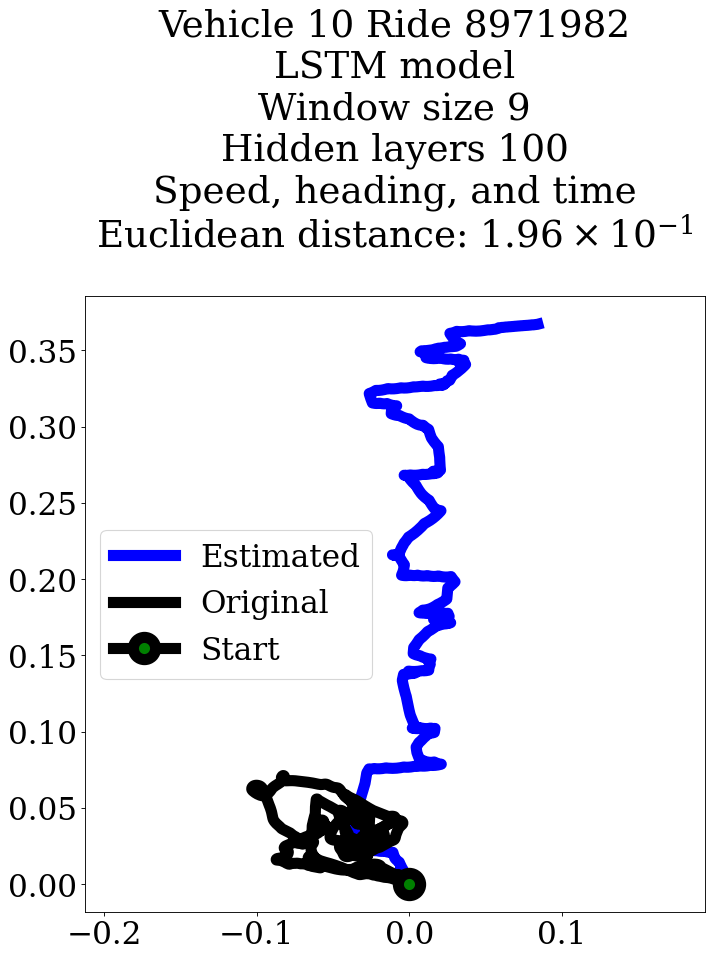 Vehicle 10 Ride 8971982
LSTM model
Window size 9
Hidden layers 100
Speed, heading, and time
Euclidean distance: 1.96 × 10⁻¹
0.35
0.30
0.25
0.20
0.15
0.10
0.05
0.00
Estimated
Original
Start
−0.2
−0.1
0.0
0.1